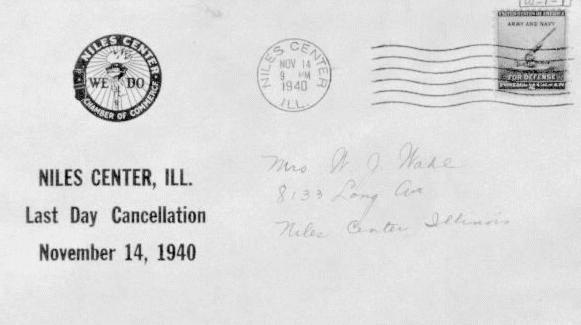 NILES CENTER
WE DO
CHAMBER OF COMMERCE
NILES CENTER
NOV 14
9 PM
1940
ILL.
UNITED STATES OF AMERICA
ARMY AND NAVY
FOR DEFENSE
NILES CENTER, ILL.
Last Day Cancellation
November 14, 1940
Mrs W J
8133 Long Av
Niles Center Illinois